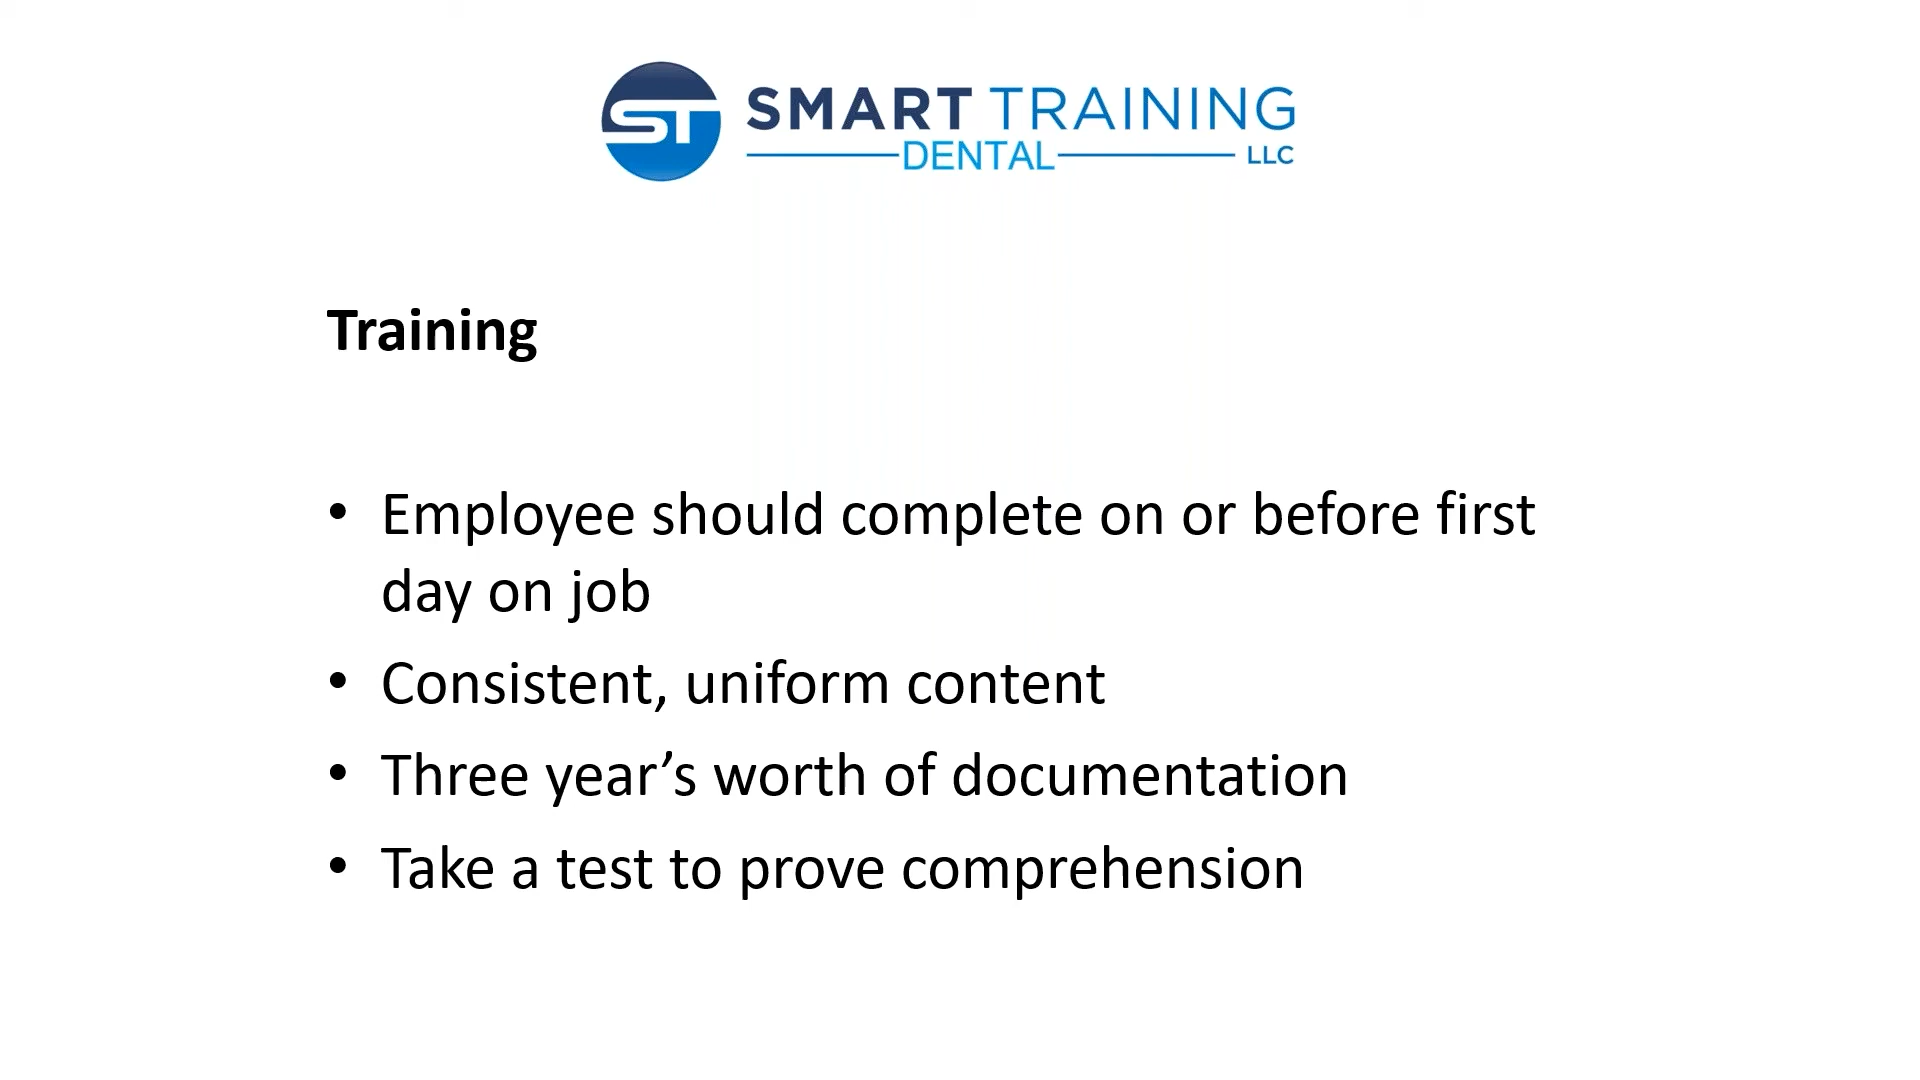 ST
SMART TRAINING
DENTAL LLC
Training
• Employee should complete on or before first
day on job
• Consistent, uniform content
• Three year’s worth of documentation
• Take a test to prove comprehension